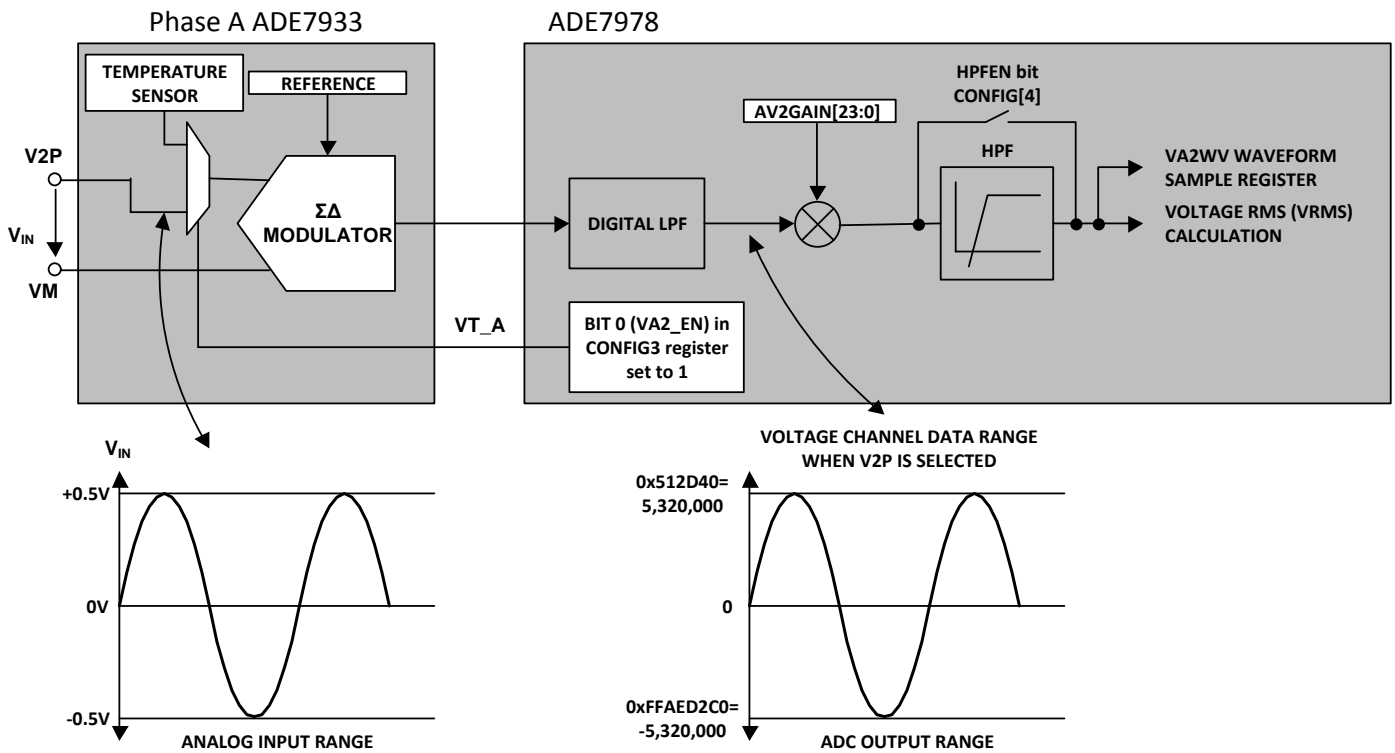 Phase A ADE7933
ADE7978
TEMPERATURE
SENSOR
REFERENCE
V2P
VIN
VM
ΣΔ
MODULATOR
VT_A
DIGITAL LPF
BIT 0 (VA2_EN) in
CONFIG3 register
set to 1
AV2GAIN[23:0]
HPFEN bit
CONFIG[4]
HPF
VA2WV WAVEFORM
SAMPLE REGISTER
VOLTAGE RMS (VRMS)
CALCULATION
VIN
+0.5V
0V
-0.5V
ANALOG INPUT RANGE
VOLTAGE CHANNEL DATA RANGE
WHEN V2P IS SELECTED
0x512D40=
5,320,000
0
0xFFAED2C0=
-5,320,000
ADC OUTPUT RANGE